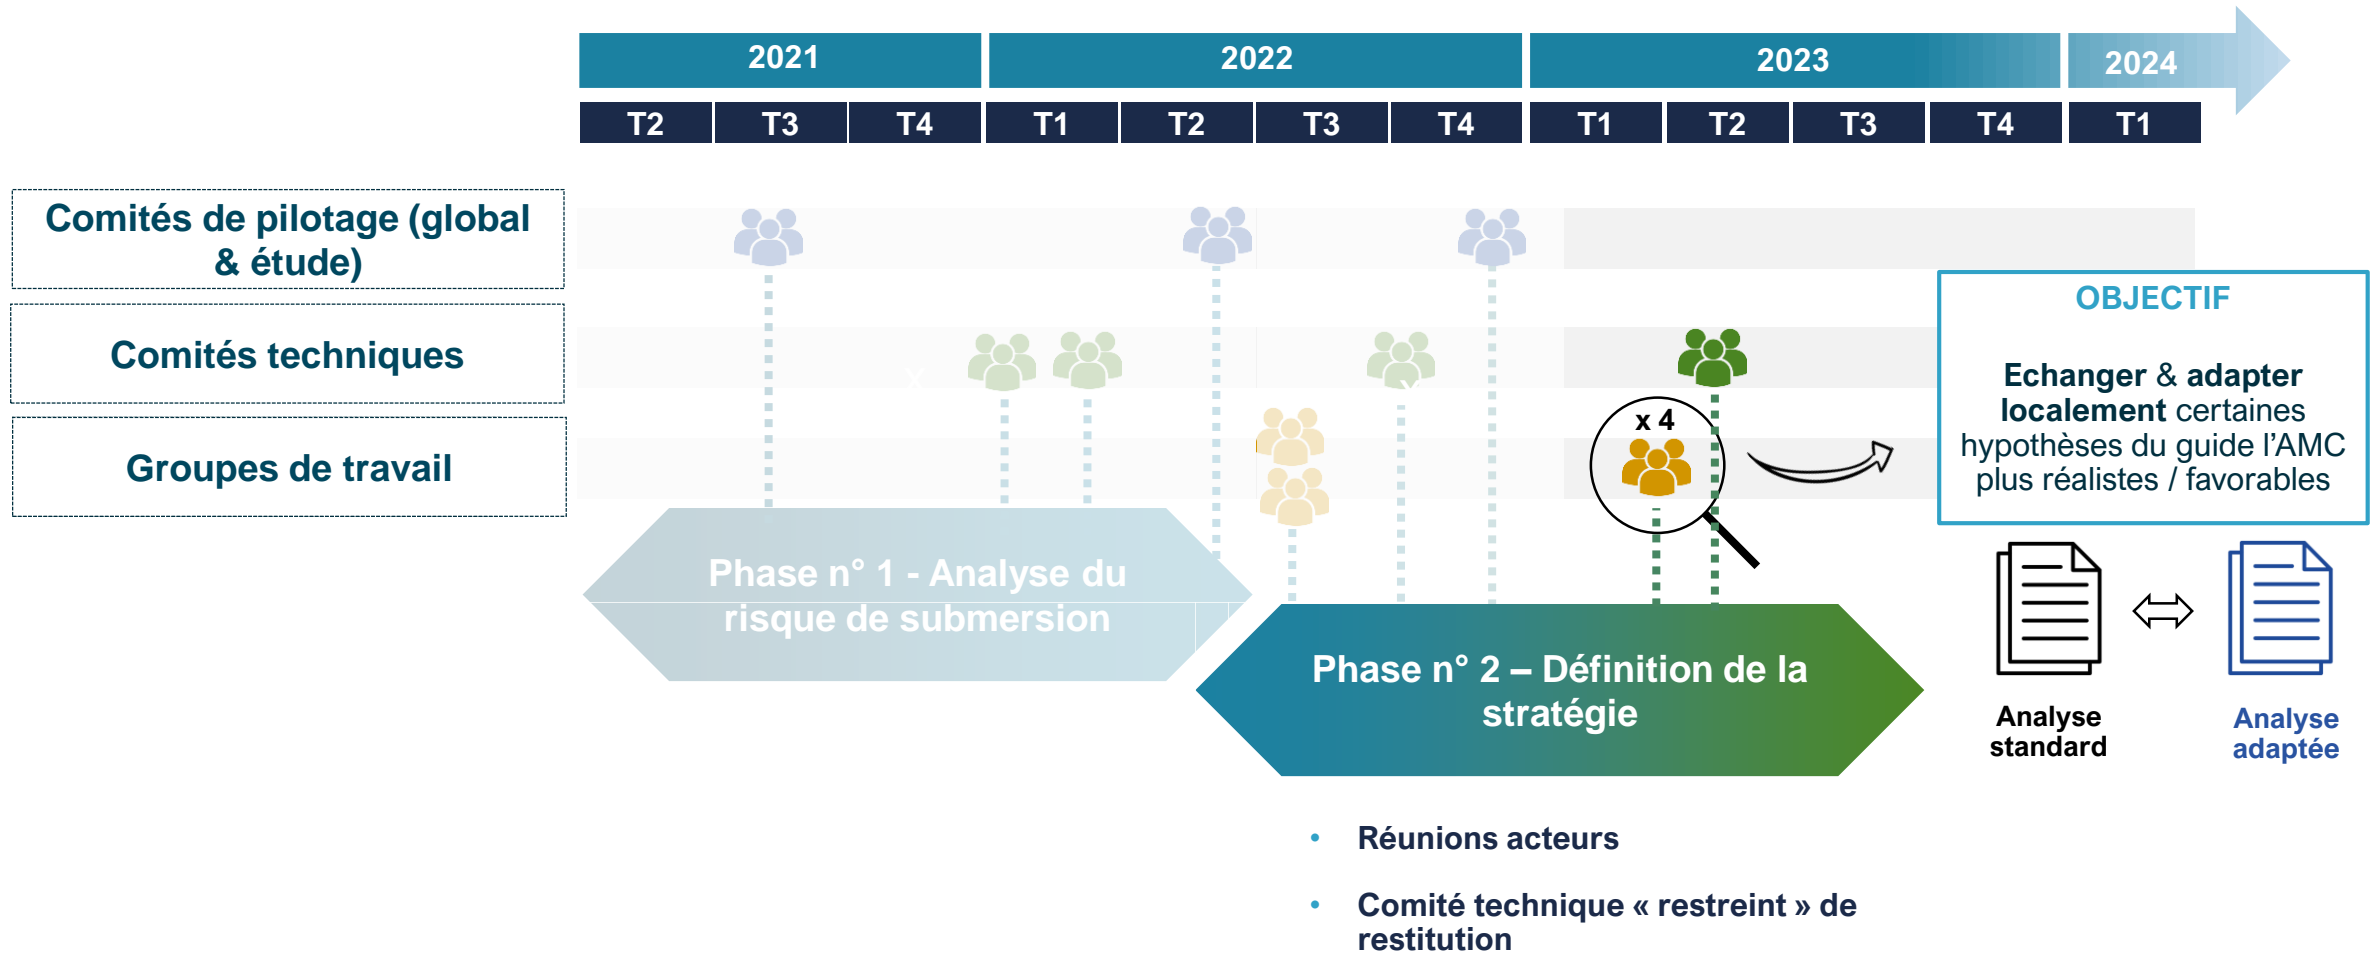 2021
2022
2023
2024
T2
T3
T4
T1
T2
T3
T4
T1
T2
T3
T4
T1
Comités de pilotage (global
& étude)
Comités techniques
Groupes de travail
x
x
x 4
OBJECTIF
Echanger & adapter
localement certaines
hypothèses du guide l’AMC
plus réalistes / favorables
Phase n° 1 - Analyse du
risque de submersion
Phase n° 2 – Définition de la
stratégie
Analyse
standard
Analyse
adaptée
• Réunions acteurs
• Comité technique « restreint » de
restitution